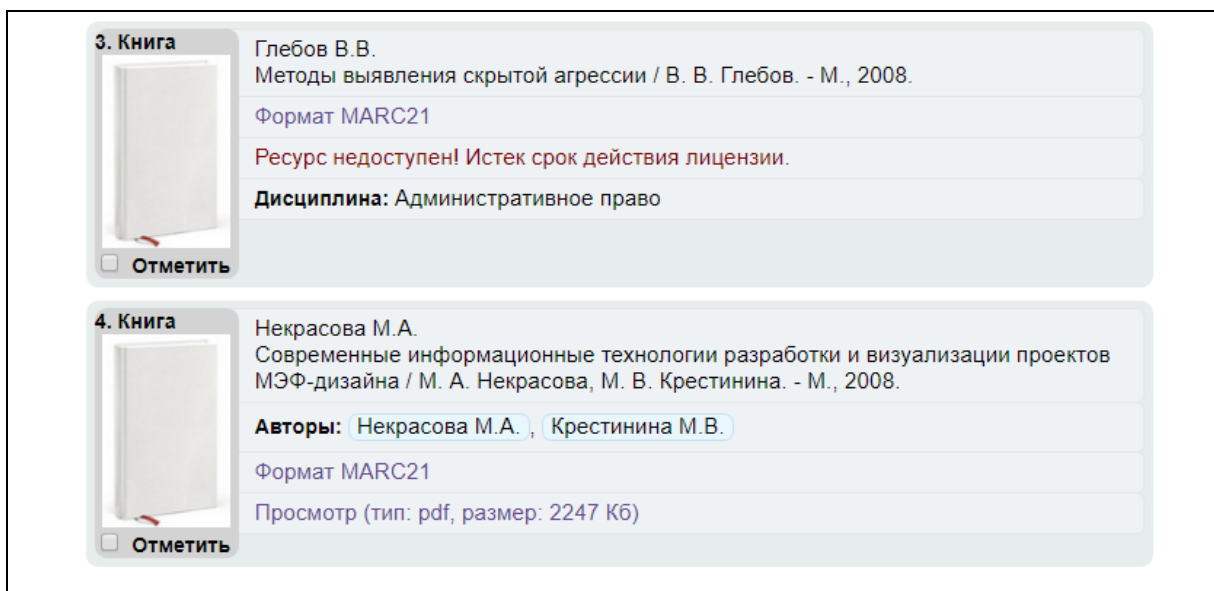 3. Книга
Глебов В.В.
Методы выявления скрытой агрессии / В. В. Глебов. - М., 2008.
Формат MARC21
Ресурс недоступен! Истек срок действия лицензии.
Дисциплина: Административное право
Отметить
4. Книга
Некрасова М.А.
Современные информационные технологии разработки и визуализации проектов
МЭФ-дизайна / М. А. Некрасова, М. В. Крестинина. - М., 2008.
Авторы: Некрасова М.А. , Крестинина М.В.
Формат MARC21
Просмотр (тип: pdf, размер: 2247 Кб)
Отметить